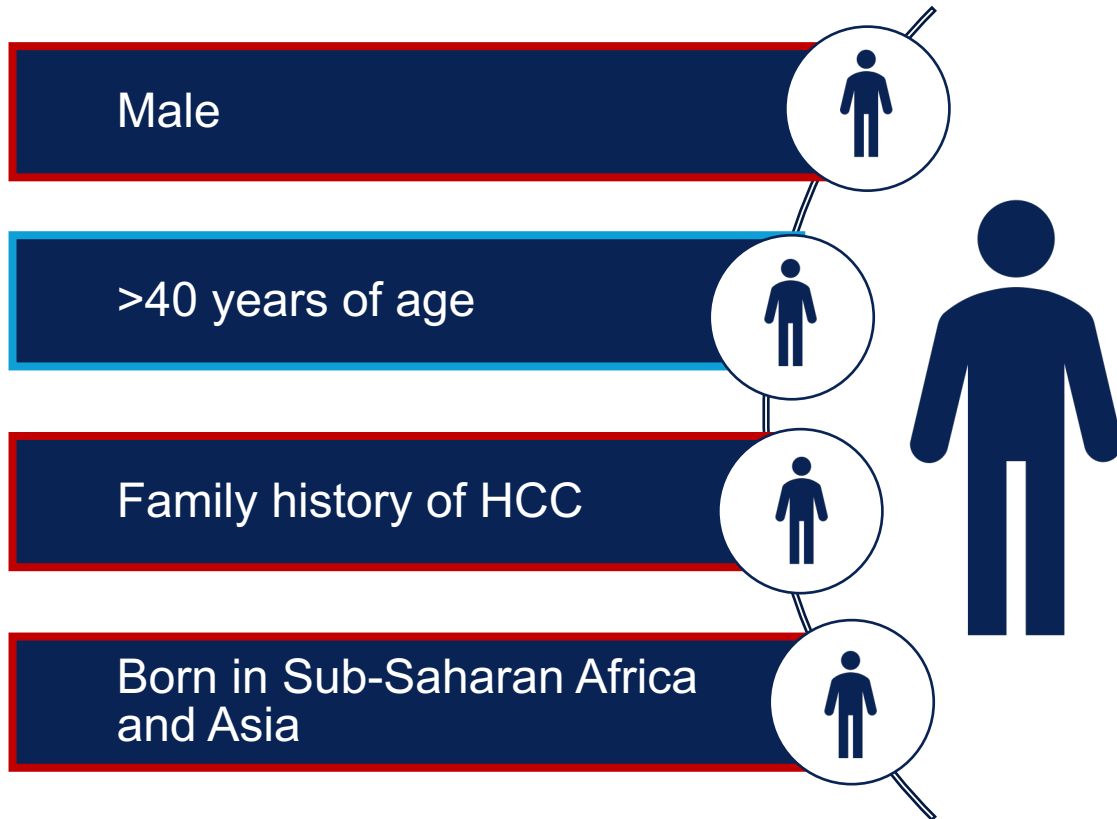 Male
>40 years of age
Family history of HCC
Born in Sub-Saharan Africa
and Asia